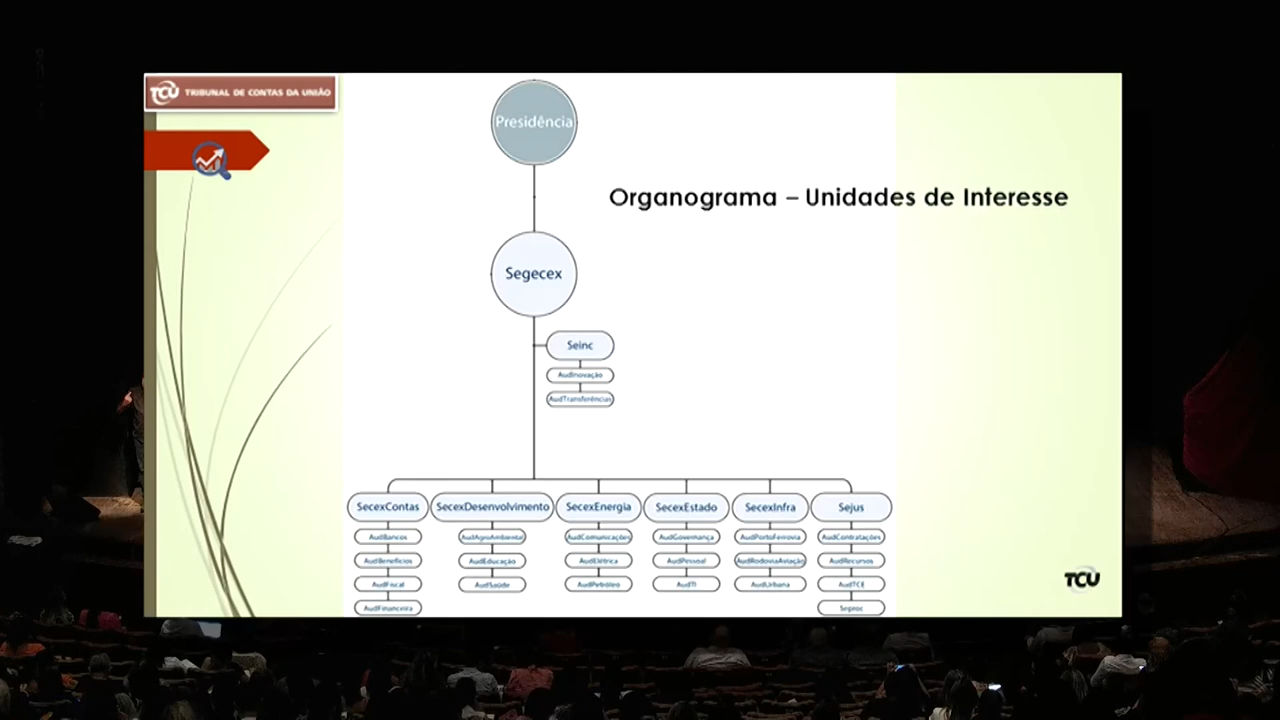 TCU TRIBUNAL DE CONTAS DA UNIÃO
Presidência
Organograma – Unidades de Interesse
Segecex
Seinc
AudInovação
AudTransferências
SecexContas SecexDesenvolvimento SecexEnergia SecexEstado SecexInfra Sejus
AudBancos AudAgroAmbiental AudComunicações AudGovernança AudPortoFerrovia AudContratações
AudBenefícios AudEducação AudElétrica AudPessoal AudRodoviaAviação AudRecursos
AudFiscal AudSaúde AudPetróleo AudTI AudUrbana AudTCE
AudFinanceira Seproc
TCU